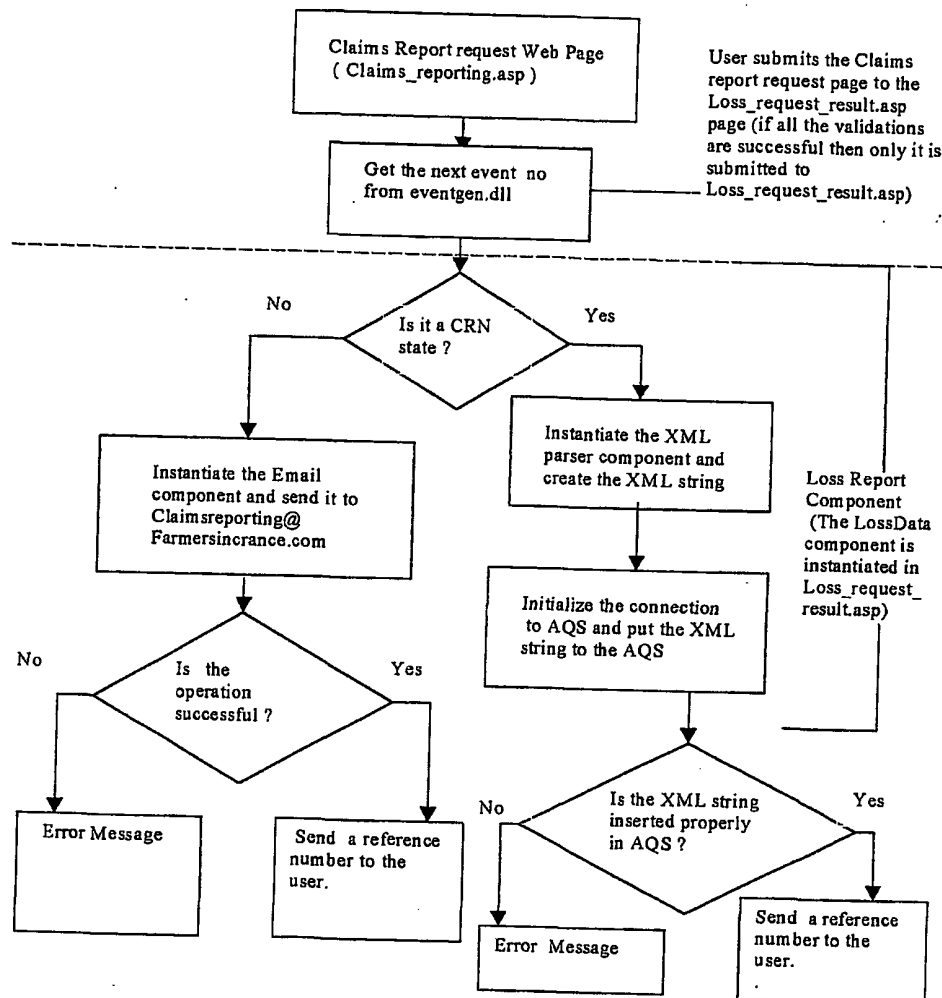 Claims Report request Web Page
( Claims_reporting.asp )
User submits the Claims
report request page to the
Loss_request_result.asp
page (if all the validations
are successful then only it is
submitted to
Loss_request_result.asp)
Get the next event no
from eventgen.dll
No
Is it a CRN
state ?
Yes
Instantiate the Email
component and send it to
Claimsreporting@
Farmersincrance.com
Instantiate the XML
parser component and
create the XML string
Loss Report
Component
(The LossData
component is
instantiated in
Loss_request_
result.asp)
Initialize the connection
to AQS and put the XML
string to the AQS
No
Is the
operation
successful ?
Yes
Error Message
Send a reference
number to the
user.
No
Is the XML string
inserted properly
in AQS ?
Yes
Error Message
Send a reference
number to the
user.